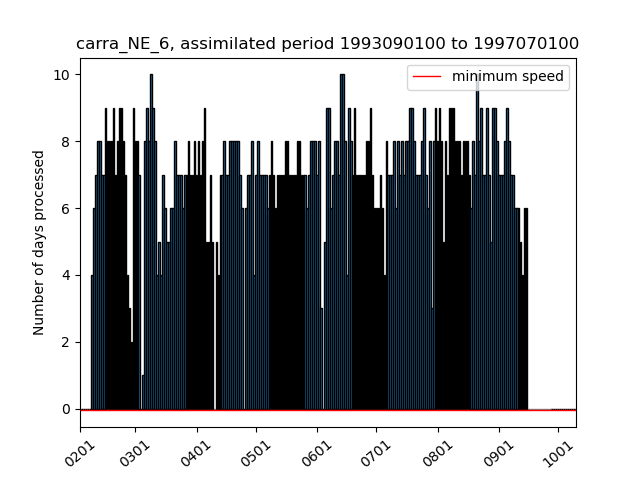 carra_NE_6, assimilated period 1993090100 to 1997070100
minimum speed
Number of days processed
10
8
6
4
2
0
0201 0301 0401 0501 0601 0701 0801 0901 1001